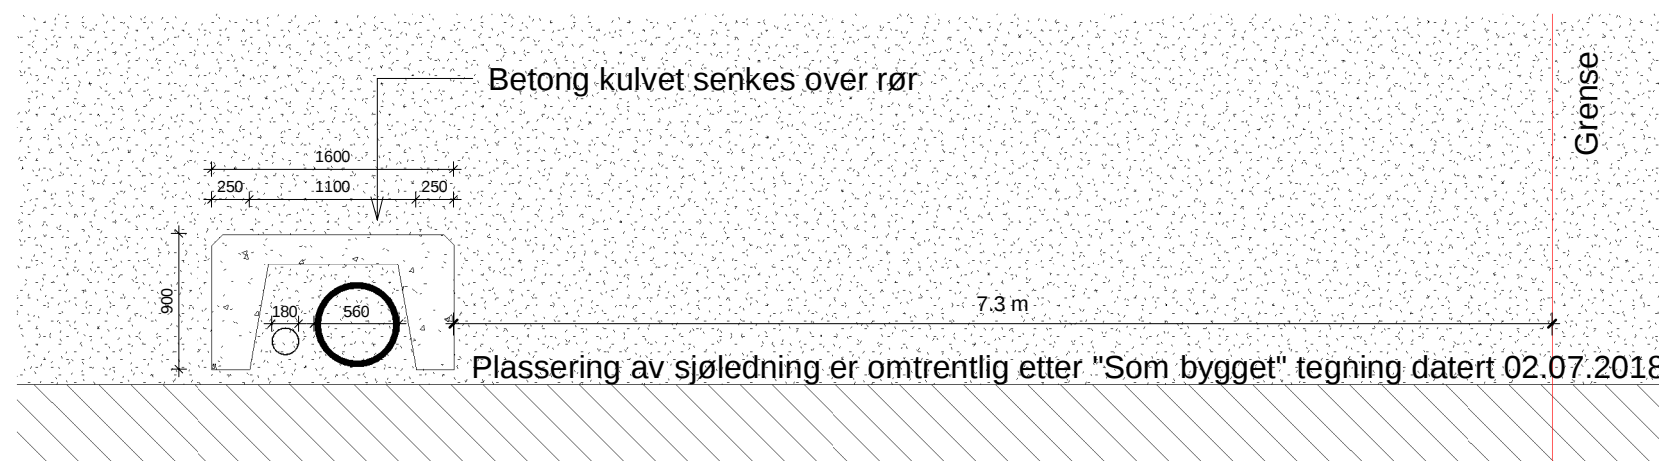 Betong kulvet senkes over rør
Grense
1600
250
1100
250
900
180
560
7.3 m
Plassering av sjøledning er omtrentlig etter "Som bygget" tegning datert 02.07.2018